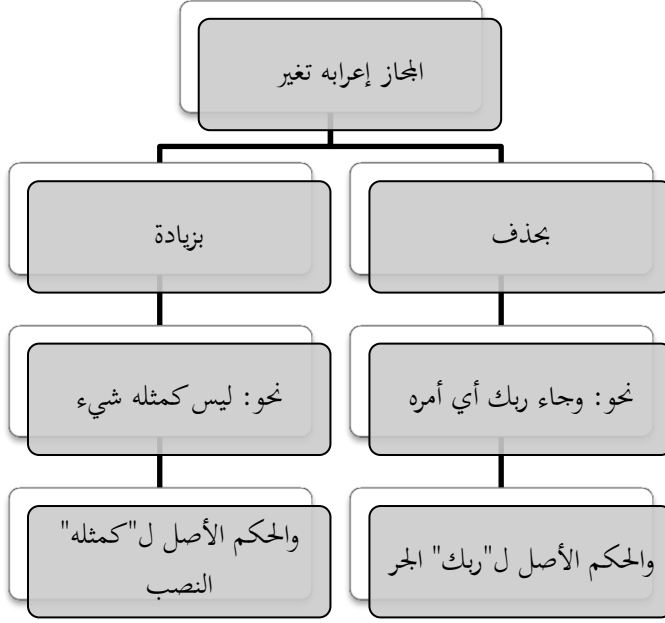 المجاز إعرابه تغير
بحذف
بزيادة
نحو: وجاء ربك أي أمره
نحو: ليس كمثله شيء
والحكم الأصل ل"ربك" الجر
والحكم الأصل ل"كمثله"
النصب